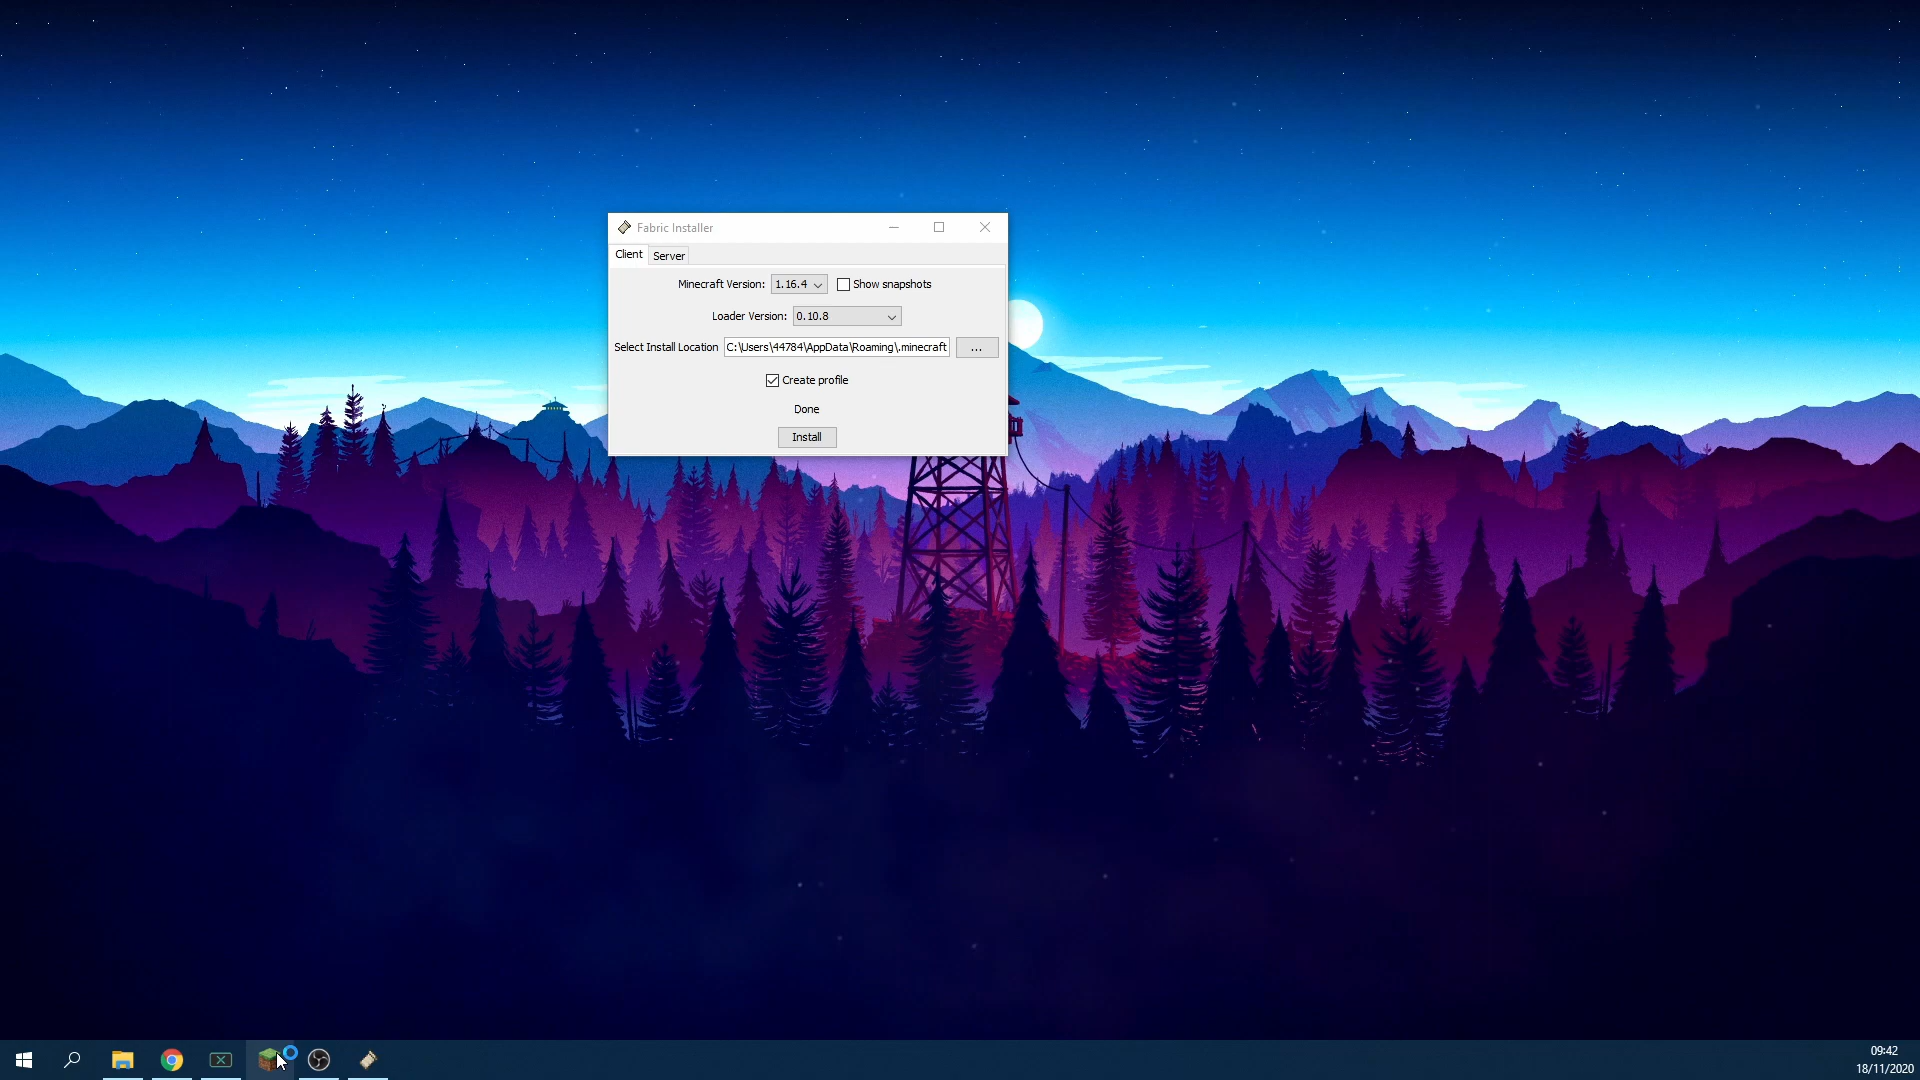 Fabric Installer
Client Server
Minecraft Version: 1.16.4 Show snapshots
Loader Version: 0.10.8
Select Install Location C:\Users\44784\AppData\Roaming\.minecraft ...
Create profile
Done
Install
09:42
18/11/2020